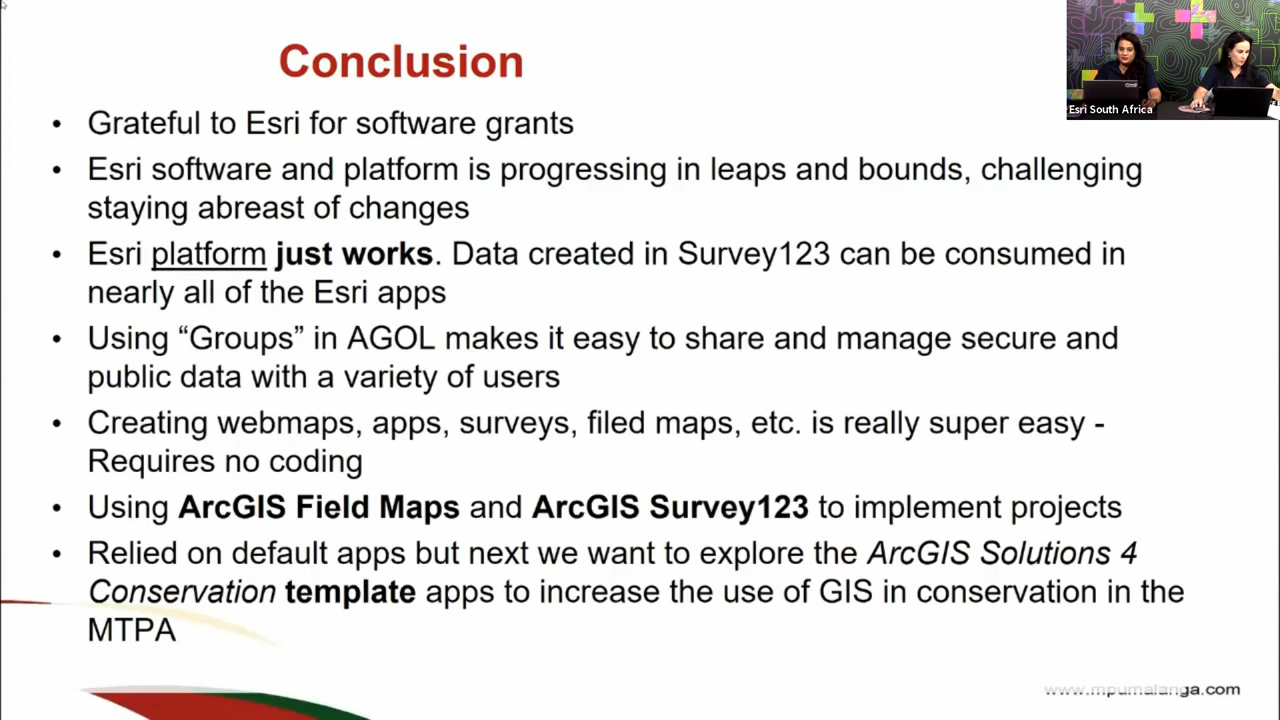 Conclusion
Esri South Africa
• Grateful to Esri for software grants
• Esri software and platform is progressing in leaps and bounds, challenging
staying abreast of changes
• Esri platform just works. Data created in Survey123 can be consumed in
nearly all of the Esri apps
• Using “Groups” in AGOL makes it easy to share and manage secure and
public data with a variety of users
• Creating webmaps, apps, surveys, filed maps, etc. is really super easy -
Requires no coding
• Using ArcGIS Field Maps and ArcGIS Survey123 to implement projects
• Relied on default apps but next we want to explore the ArcGIS Solutions 4
Conservation template apps to increase the use of GIS in conservation in the
MTPA
www.mpumalanga.com